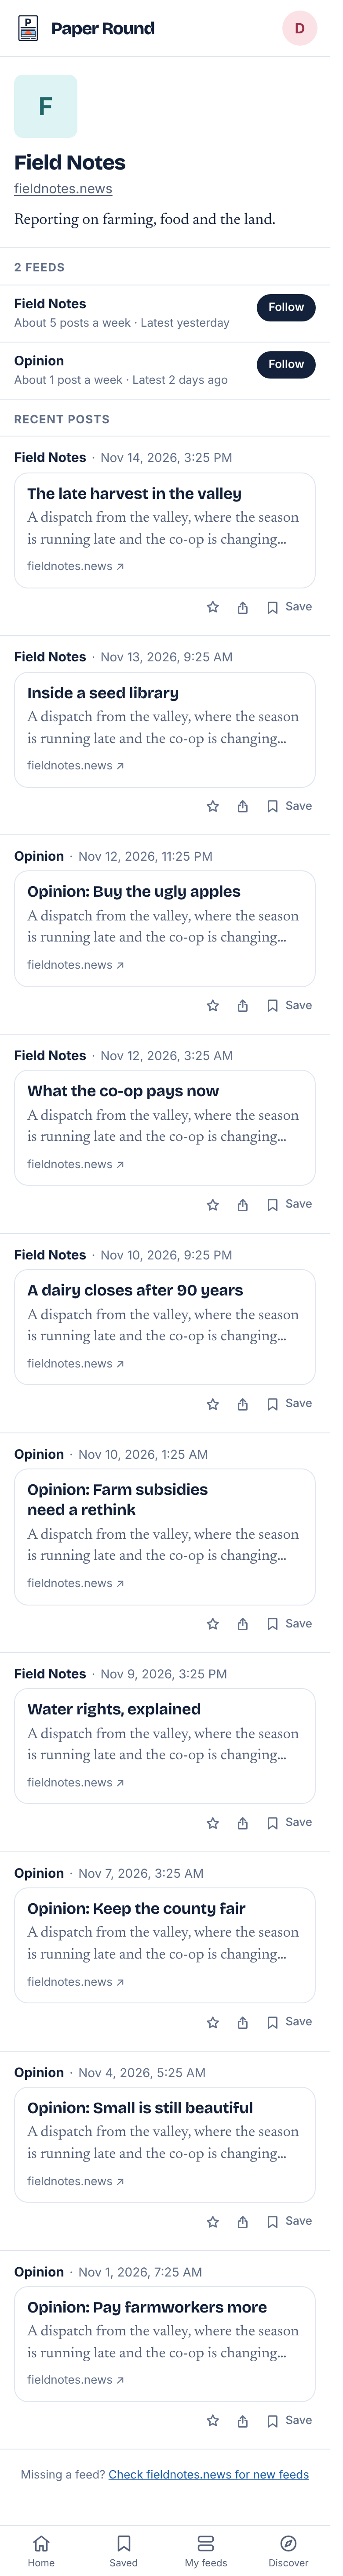 P
Paper Round
D
F
Field Notes
fieldnotes.news
Reporting on farming, food and the land.
2 FEEDS
Field Notes
Follow
About 5 posts a week · Latest yesterday
Opinion
Follow
About 1 post a week · Latest 2 days ago
RECENT POSTS
Field Notes · Nov 14, 2026, 3:25 PM
The late harvest in the valley
A dispatch from the valley, where the season
is running late and the co-op is changing...
fieldnotes.news ↗
Save
Field Notes · Nov 13, 2026, 9:25 AM
Inside a seed library
A dispatch from the valley, where the season
is running late and the co-op is changing...
fieldnotes.news ↗
Save
Opinion · Nov 12, 2026, 11:25 PM
Opinion: Buy the ugly apples
A dispatch from the valley, where the season
is running late and the co-op is changing...
fieldnotes.news ↗
Save
Field Notes · Nov 12, 2026, 3:25 AM
What the co-op pays now
A dispatch from the valley, where the season
is running late and the co-op is changing...
fieldnotes.news ↗
Save
Field Notes · Nov 10, 2026, 9:25 PM
A dairy closes after 90 years
A dispatch from the valley, where the season
is running late and the co-op is changing...
fieldnotes.news ↗
Save
Opinion · Nov 10, 2026, 1:25 AM
Opinion: Farm subsidies
need a rethink
A dispatch from the valley, where the season
is running late and the co-op is changing...
fieldnotes.news ↗
Save
Field Notes · Nov 9, 2026, 3:25 PM
Water rights, explained
A dispatch from the valley, where the season
is running late and the co-op is changing...
fieldnotes.news ↗
Save
Opinion · Nov 7, 2026, 3:25 AM
Opinion: Keep the county fair
A dispatch from the valley, where the season
is running late and the co-op is changing...
fieldnotes.news ↗
Save
Opinion · Nov 4, 2026, 5:25 AM
Opinion: Small is still beautiful
A dispatch from the valley, where the season
is running late and the co-op is changing...
fieldnotes.news ↗
Save
Opinion · Nov 1, 2026, 7:25 AM
Opinion: Pay farmworkers more
A dispatch from the valley, where the season
is running late and the co-op is changing...
fieldnotes.news ↗
Save
Missing a feed? Check fieldnotes.news for new feeds
Home Saved My feeds Discover